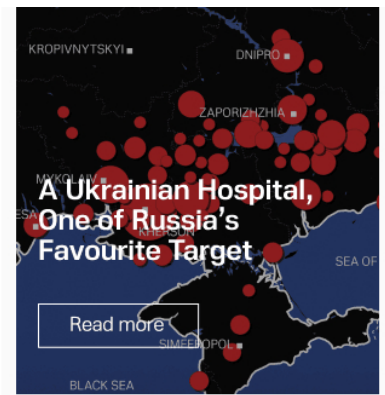 KROPIVNYTSKYI
DNIPRO
ZAPORIZHZHIA
MYKOLAIV
A Ukrainian Hospital,
ESA
One of Russia's
KHERSON
Favourite Target
SEA OF
Read more
SIMFEROPOL
BLACK SEA